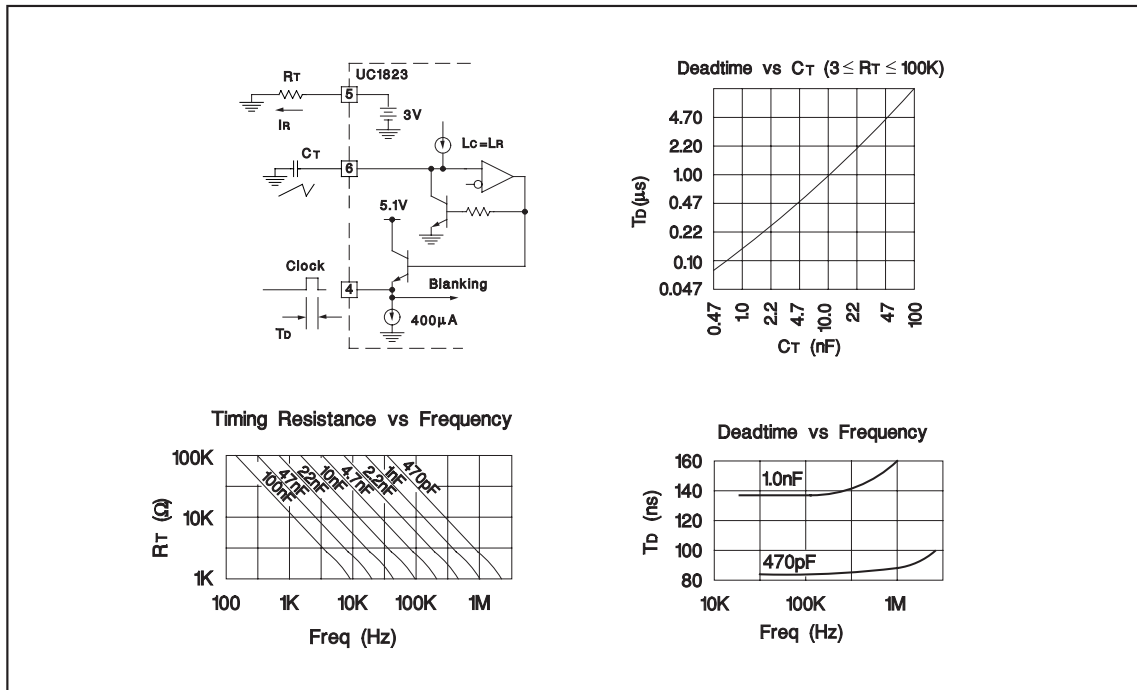 UC1823
RT
5
IR
3V
CT
6
Lc=LR
5.1V
Clock
4
Blanking
400μA
TD
Deadtime vs CT (3 ≤ RT ≤ 100K)
TD (μs)
4.70
2.20
1.00
0.47
0.22
0.10
0.047
0.47 1.0 2.2 4.7 10.0 22 47 100
CT (nF)
Timing Resistance vs Frequency
RT (Ω)
100K
10K
1K
100nF 47nF 22nF 10nF 4.7nF 2.2nF 1nF 470pF
100 1K 10K 100K 1M
Freq (Hz)
Deadtime vs Frequency
TD (ns)
160
140
120
100
80
1.0nF
470pF
10K 100K 1M
Freq (Hz)